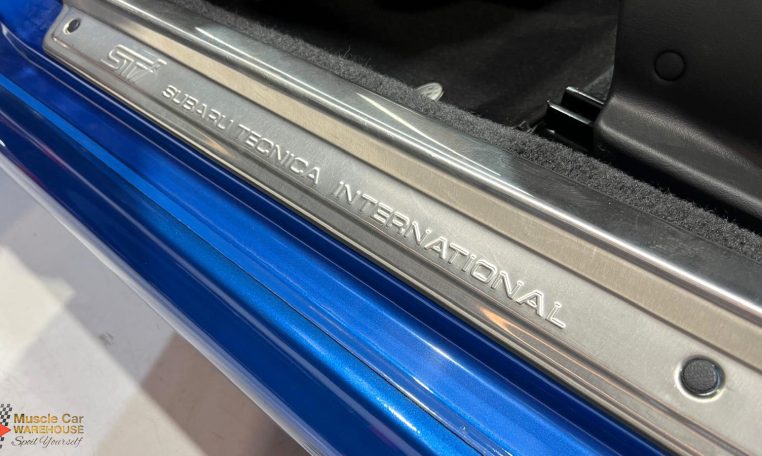 STi
SUBARU TECNICA INTERNATIONAL
Muscle Car
WAREHOUSE
Spoil Yourself